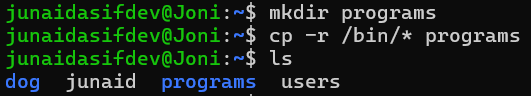 junaidasifdev@Joni:~$ mkdir programs
junaidasifdev@Joni:~$ cp -r /bin/* programs
junaidasifdev@Joni:~$ ls
dog  junaid  programs  users